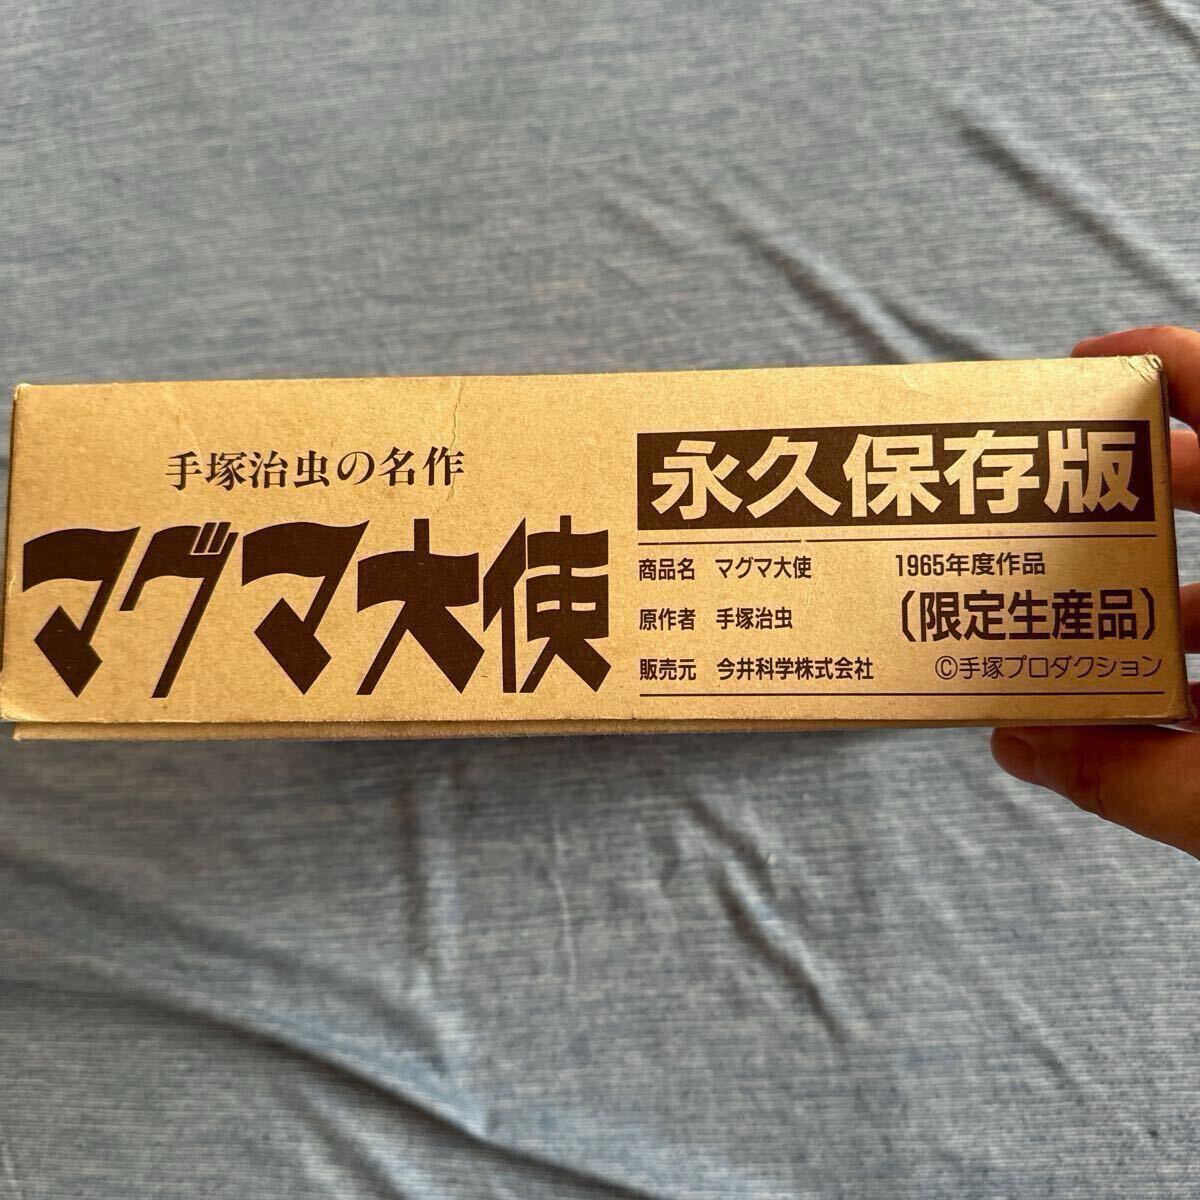 手塚治虫の名作
マグマ大使
永久保存版
商品名 マグマ大使 1965年度作品
原作者 手塚治虫 〔限定生産品〕
販売元 今井科学株式会社 ©手塚プロダクション